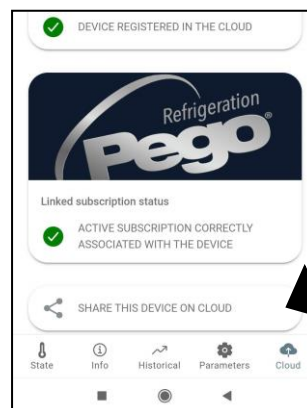 DEVICE REGISTERED IN THE CLOUD
Refrigeration
Pego®
Linked subscription status
ACTIVE SUBSCRIPTION CORRECTLY
ASSOCIATED WITH THE DEVICE
SHARE THIS DEVICE ON CLOUD
State Info Historical Parameters Cloud